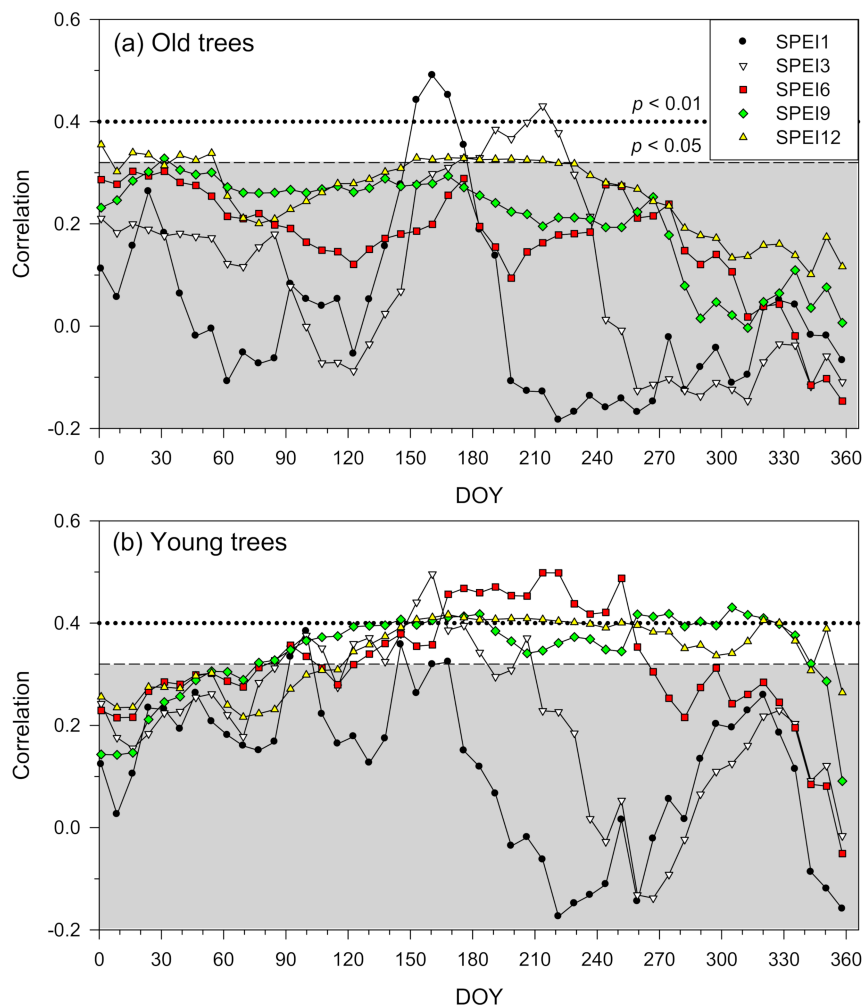 (a) Old trees
SPEI1
SPEI3
SPEI6
SPEI9
SPEI12
p < 0.01
p < 0.05
0.6
0.4
0.2
0.0
-0.2
Correlation
0 30 60 90 120 150 180 210 240 270 300 330 360
DOY
(b) Young trees
0.6
0.4
0.2
0.0
-0.2
Correlation
0 30 60 90 120 150 180 210 240 270 300 330 360
DOY